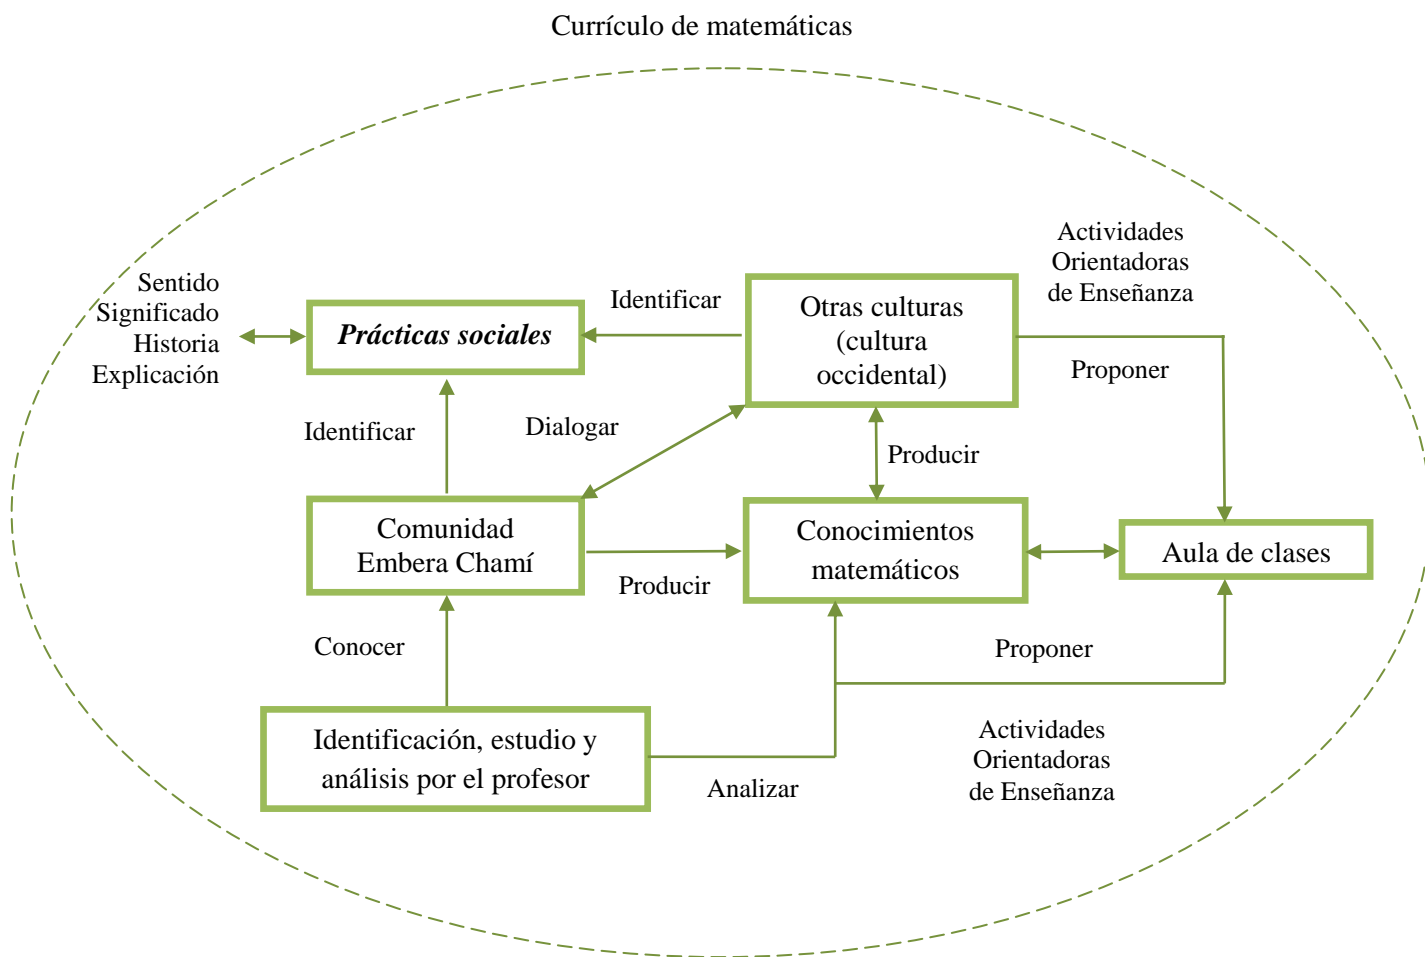 Currículo de matemáticas
Actividades
Orientadoras
de Enseñanza
Sentido
Significado
Historia
Explicación
Prácticas sociales
Identificar
Otras culturas
(cultura
occidental)
Proponer
Identificar
Dialogar
Producir
Comunidad
Embera Chamí
Producir
Conocimientos
matemáticos
Aula de clases
Conocer
Proponer
Identificación, estudio y
análisis por el profesor
Analizar
Actividades
Orientadoras
de Enseñanza